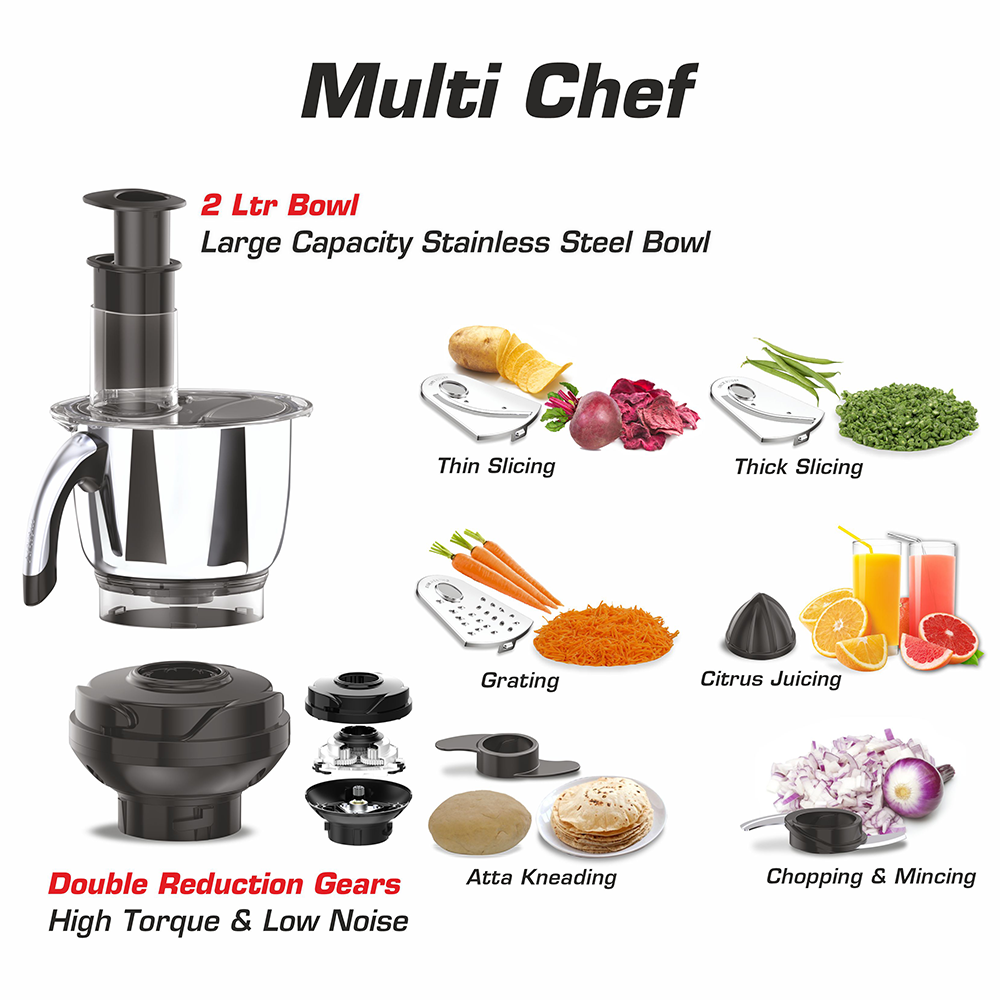 Multi Chef
2 Ltr Bowl
Large Capacity Stainless Steel Bowl
Thin Slicing
Thick Slicing
Grating
Citrus Juicing
Double Reduction Gears
High Torque & Low Noise
Atta Kneading
Chopping & Mincing